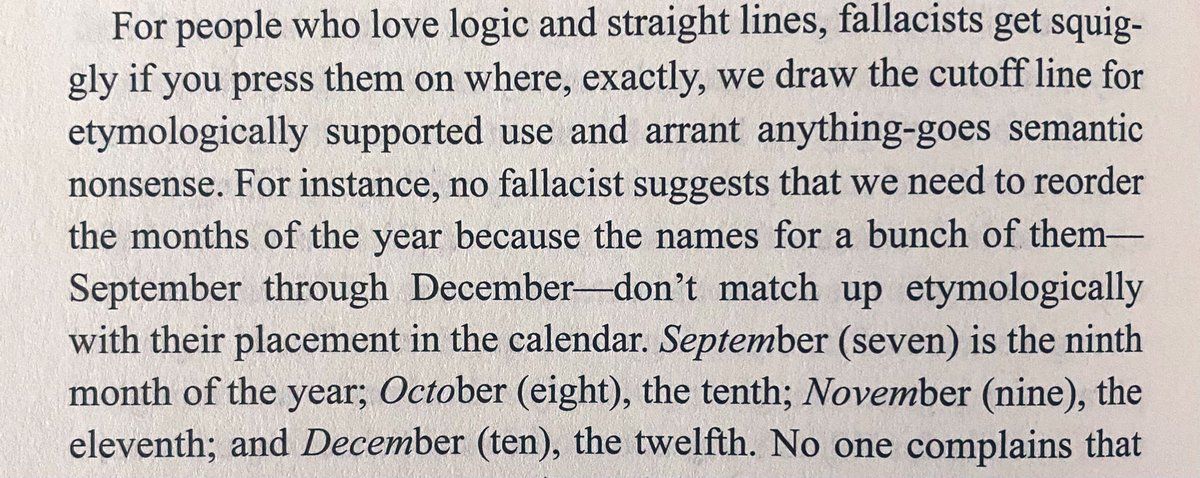 For people who love logic and straight lines, fallacists get squig-
gly if you press them on where, exactly, we draw the cutoff line for
etymologically supported use and arrant anything-goes semantic
nonsense. For instance, no fallacist suggests that we need to reorder
the months of the year because the names for a bunch of them—
September through December—don’t match up etymologically
with their placement in the calendar. September (seven) is the ninth
month of the year; October (eight), the tenth; November (nine), the
eleventh; and December (ten), the twelfth. No one complains that